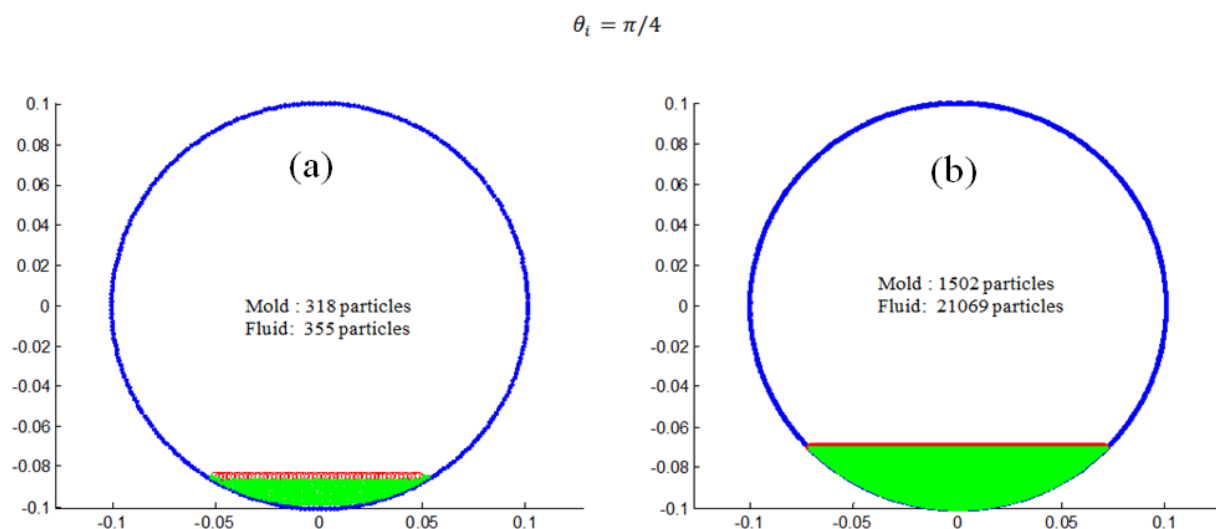 θᵢ = π/4
(a)
0.1
0.08
0.06
0.04
0.02
0
-0.02
-0.04
-0.06
-0.08
-0.1
Mold : 318 particles
Fluid: 355 particles
-0.1 -0.05 0 0.05 0.1
(b)
0.1
0.08
0.06
0.04
0.02
0
-0.02
-0.04
-0.06
-0.08
-0.1
Mold : 1502 particles
Fluid: 21069 particles
-0.1 -0.05 0 0.05 0.1